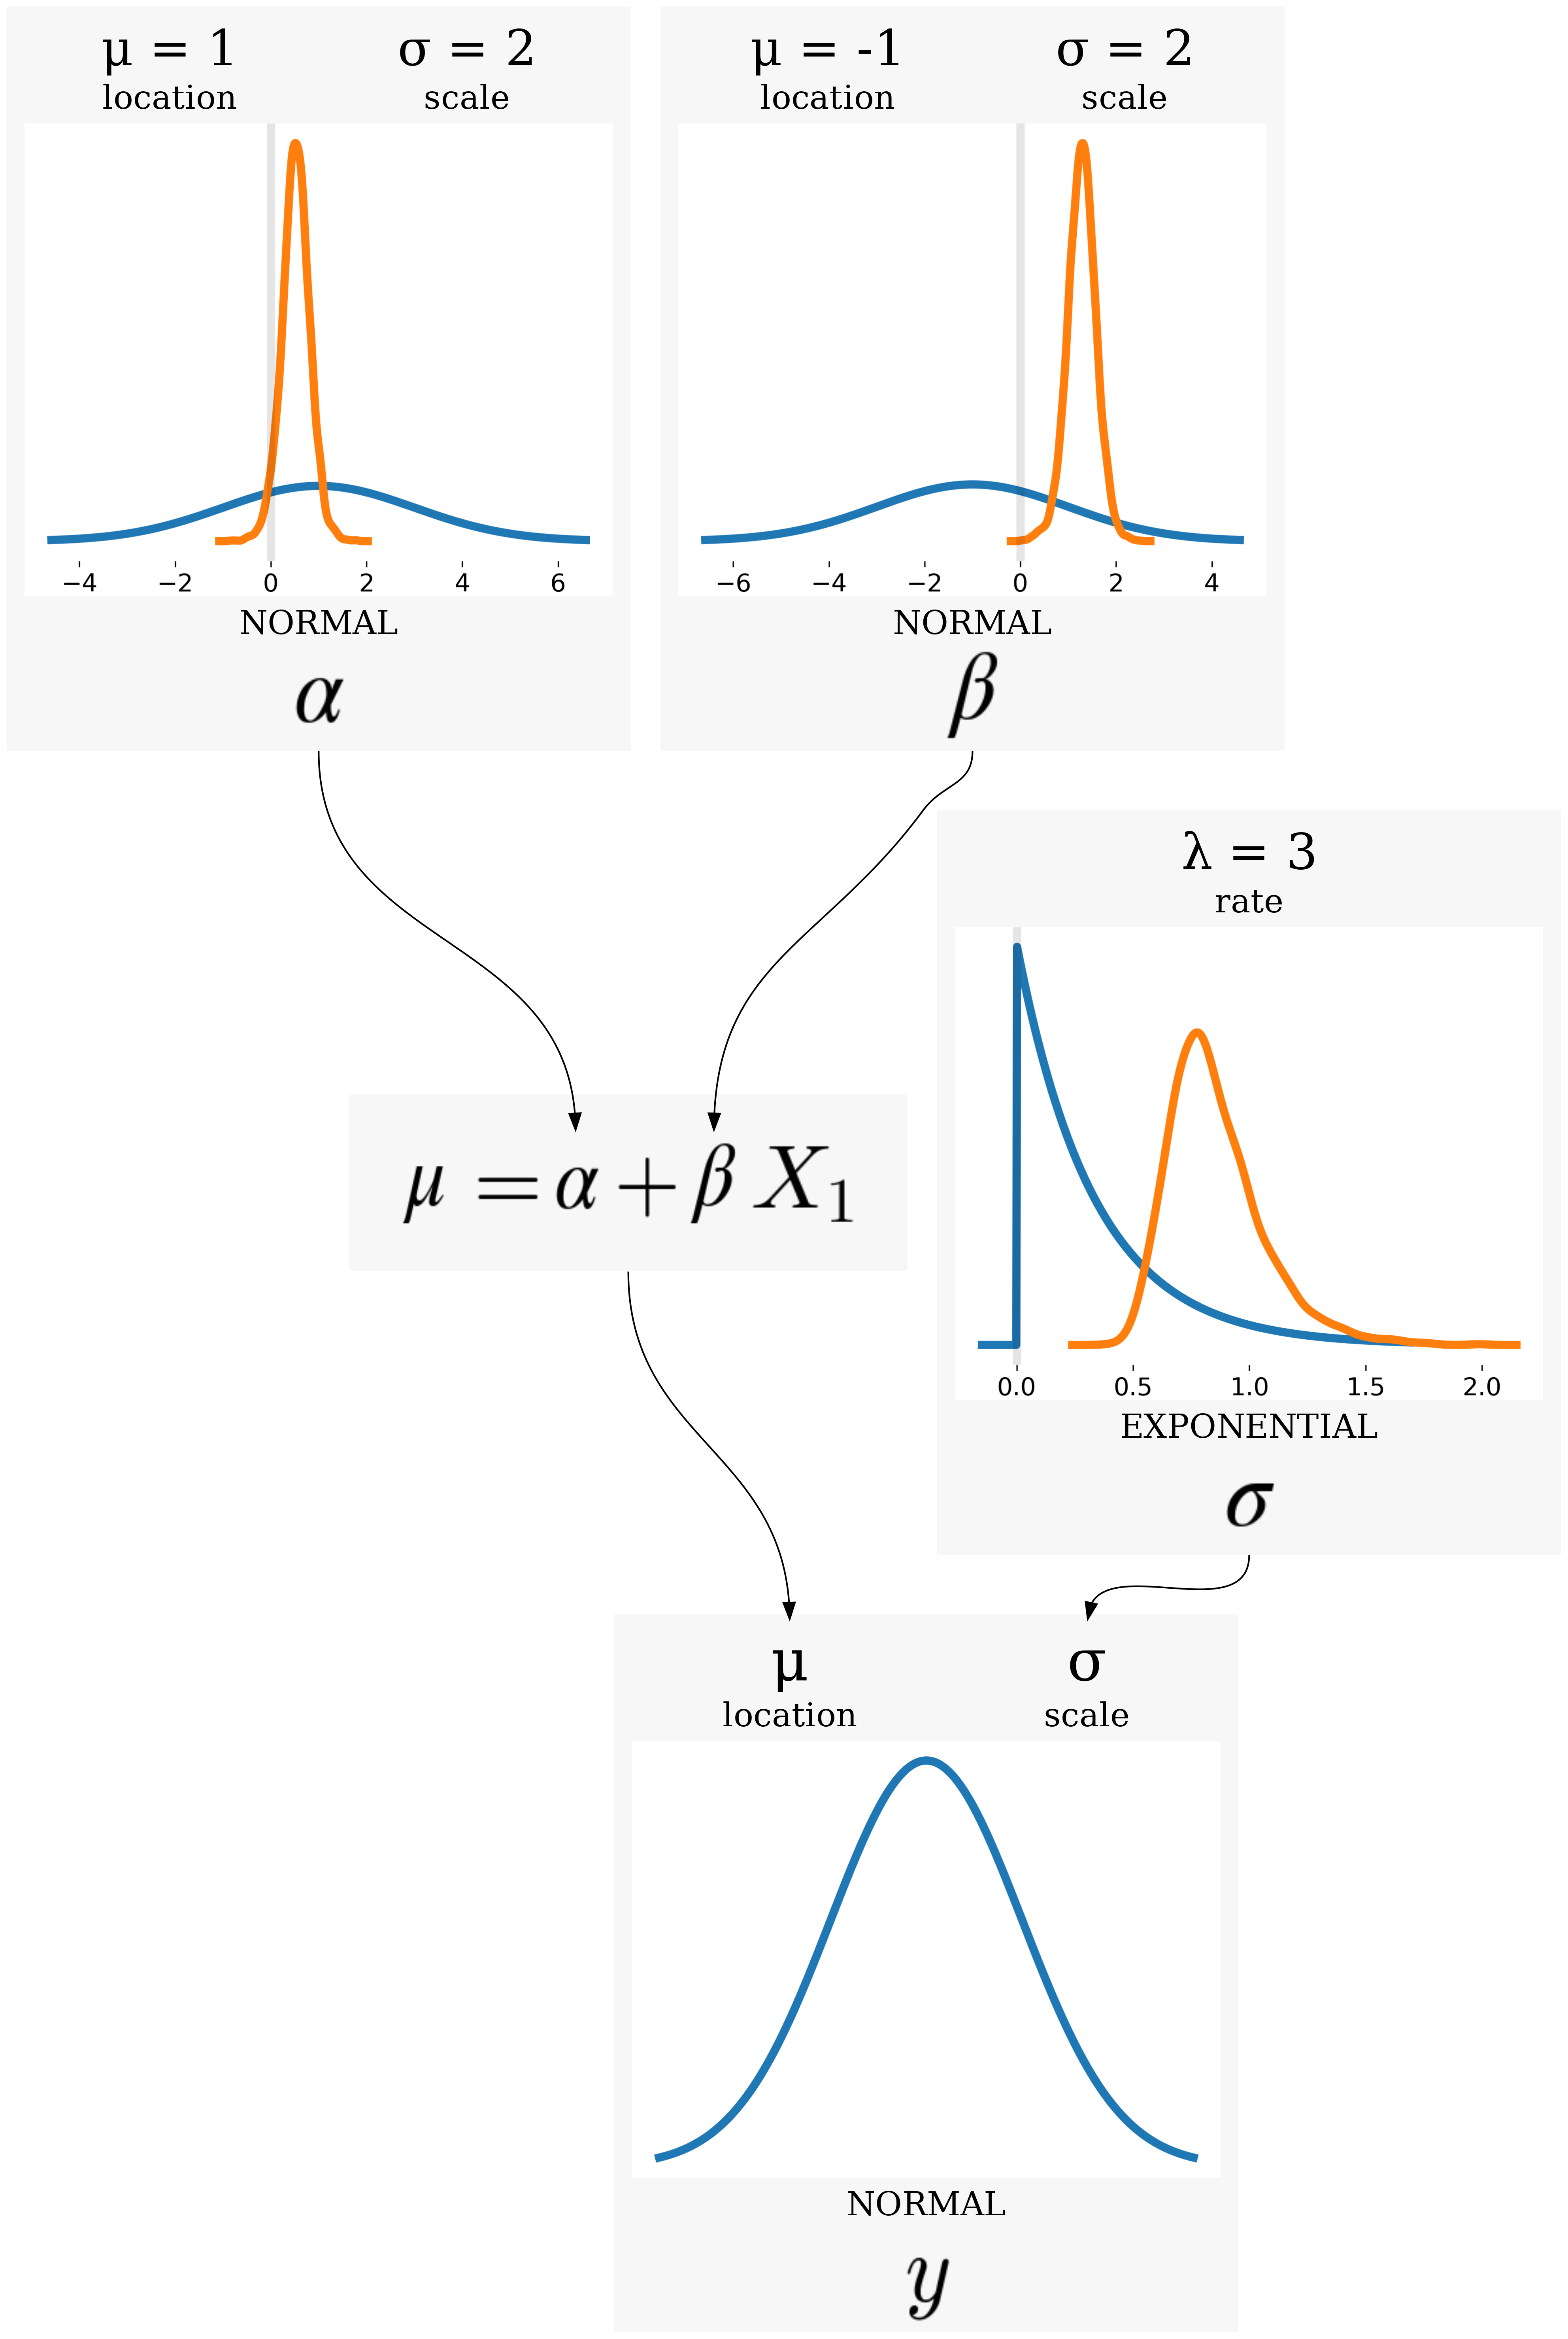 μ = 1 σ = 2
location scale
−4 −2 0 2 4 6
NORMAL
α
μ = -1 σ = 2
location scale
−6 −4 −2 0 2 4
NORMAL
β
λ = 3
rate
0.0 0.5 1.0 1.5 2.0
EXPONENTIAL
σ
μ = α + β X₁
μ σ
location scale
NORMAL
y